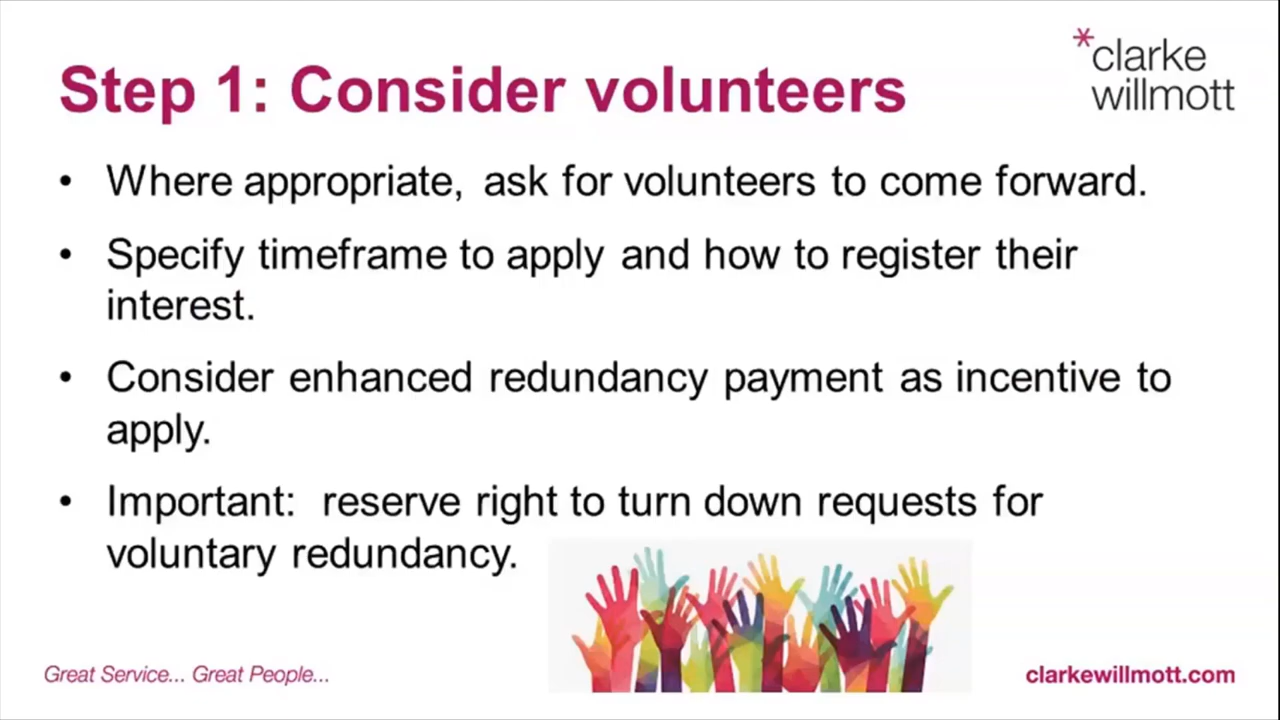 *clarke
willmott
Step 1: Consider volunteers
• Where appropriate, ask for volunteers to come forward.
• Specify timeframe to apply and how to register their
interest.
• Consider enhanced redundancy payment as incentive to
apply.
• Important: reserve right to turn down requests for
voluntary redundancy.
Great Service... Great People...
clarkewillmott.com